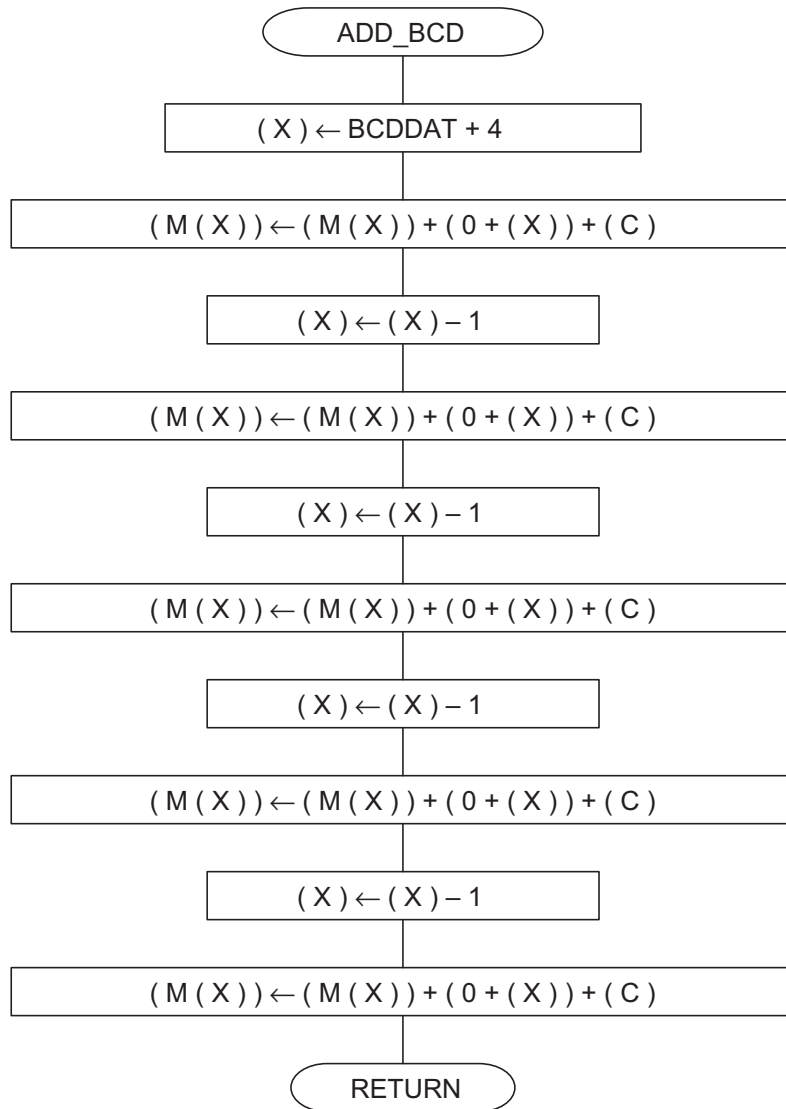 ADD_BCD
( X ) ← BCDDAT + 4
( M ( X ) ) ← ( M ( X ) ) + ( 0 + ( X ) ) + ( C )
( X ) ← ( X ) – 1
( M ( X ) ) ← ( M ( X ) ) + ( 0 + ( X ) ) + ( C )
( X ) ← ( X ) – 1
( M ( X ) ) ← ( M ( X ) ) + ( 0 + ( X ) ) + ( C )
( X ) ← ( X ) – 1
( M ( X ) ) ← ( M ( X ) ) + ( 0 + ( X ) ) + ( C )
( X ) ← ( X ) – 1
( M ( X ) ) ← ( M ( X ) ) + ( 0 + ( X ) ) + ( C )
RETURN